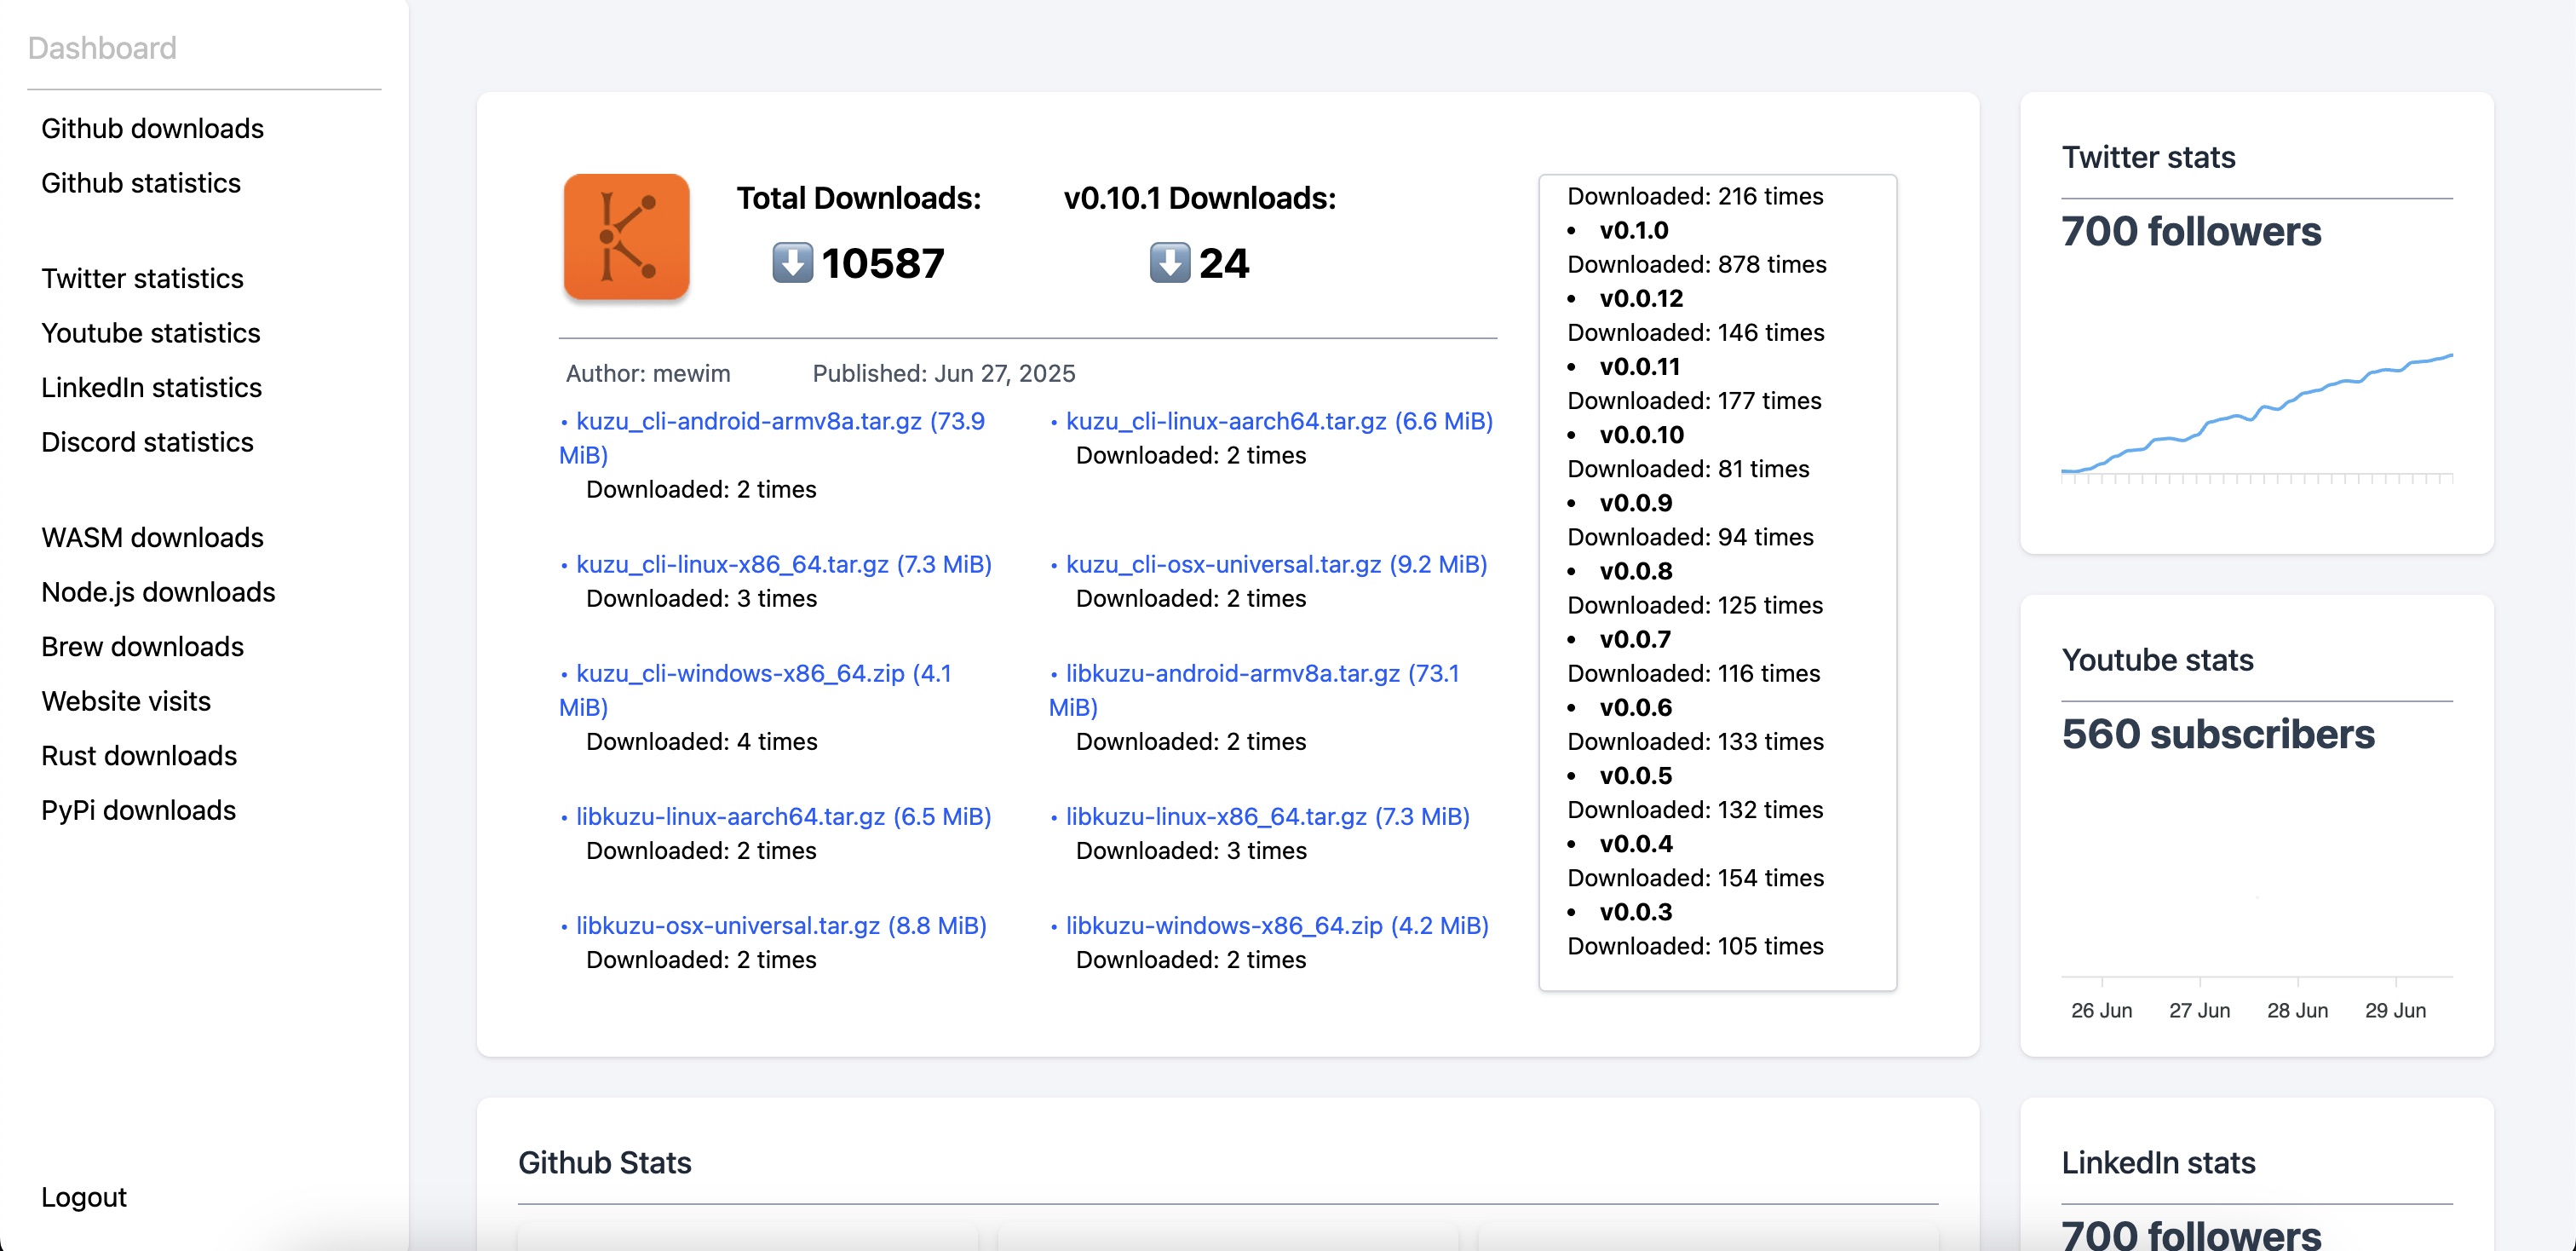 Dashboard
Github downloads
Github statistics
Twitter statistics
Youtube statistics
LinkedIn statistics
Discord statistics
WASM downloads
Node.js downloads
Brew downloads
Website visits
Rust downloads
PyPi downloads
Logout
Total Downloads:
⬇️ 10587
v0.10.1 Downloads:
⬇️ 24
Author: mewim
Published: Jun 27, 2025
• kuzu_cli-android-armv8a.tar.gz (73.9
MiB)
Downloaded: 2 times
• kuzu_cli-linux-aarch64.tar.gz (6.6 MiB)
Downloaded: 2 times
• kuzu_cli-linux-x86_64.tar.gz (7.3 MiB)
Downloaded: 3 times
• kuzu_cli-osx-universal.tar.gz (9.2 MiB)
Downloaded: 2 times
• kuzu_cli-windows-x86_64.zip (4.1
MiB)
Downloaded: 4 times
• libkuzu-android-armv8a.tar.gz (73.1
MiB)
Downloaded: 2 times
• libkuzu-linux-aarch64.tar.gz (6.5 MiB)
Downloaded: 2 times
• libkuzu-linux-x86_64.tar.gz (7.3 MiB)
Downloaded: 3 times
• libkuzu-osx-universal.tar.gz (8.8 MiB)
Downloaded: 2 times
• libkuzu-windows-x86_64.zip (4.2 MiB)
Downloaded: 2 times
Downloaded: 216 times
• v0.1.0
Downloaded: 878 times
• v0.0.12
Downloaded: 146 times
• v0.0.11
Downloaded: 177 times
• v0.0.10
Downloaded: 81 times
• v0.0.9
Downloaded: 94 times
• v0.0.8
Downloaded: 125 times
• v0.0.7
Downloaded: 116 times
• v0.0.6
Downloaded: 133 times
• v0.0.5
Downloaded: 132 times
• v0.0.4
Downloaded: 154 times
• v0.0.3
Downloaded: 105 times
Twitter stats
700 followers
Youtube stats
560 subscribers
26 Jun
27 Jun
28 Jun
29 Jun
Github Stats
LinkedIn stats
700 followers